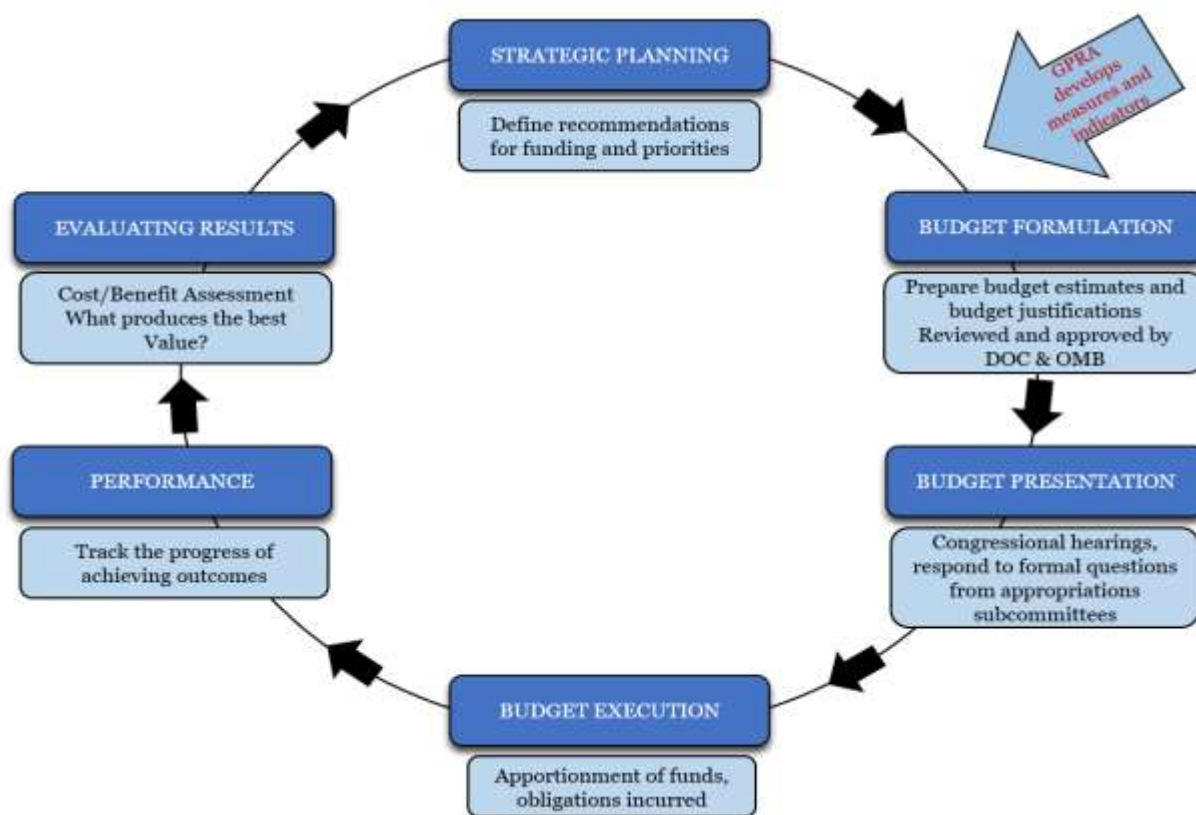 STRATEGIC PLANNING
Define recommendations
for funding and priorities
GPRA
develops
measures and
indicators
BUDGET FORMULATION
Prepare budget estimates and
budget justifications
Reviewed and approved by
DOC & OMB
BUDGET PRESENTATION
Congressional hearings,
respond to formal questions
from appropriations
subcommittees
BUDGET EXECUTION
Apportionment of funds,
obligations incurred
PERFORMANCE
Track the progress of
achieving outcomes
EVALUATING RESULTS
Cost/Benefit Assessment
What produces the best
Value?